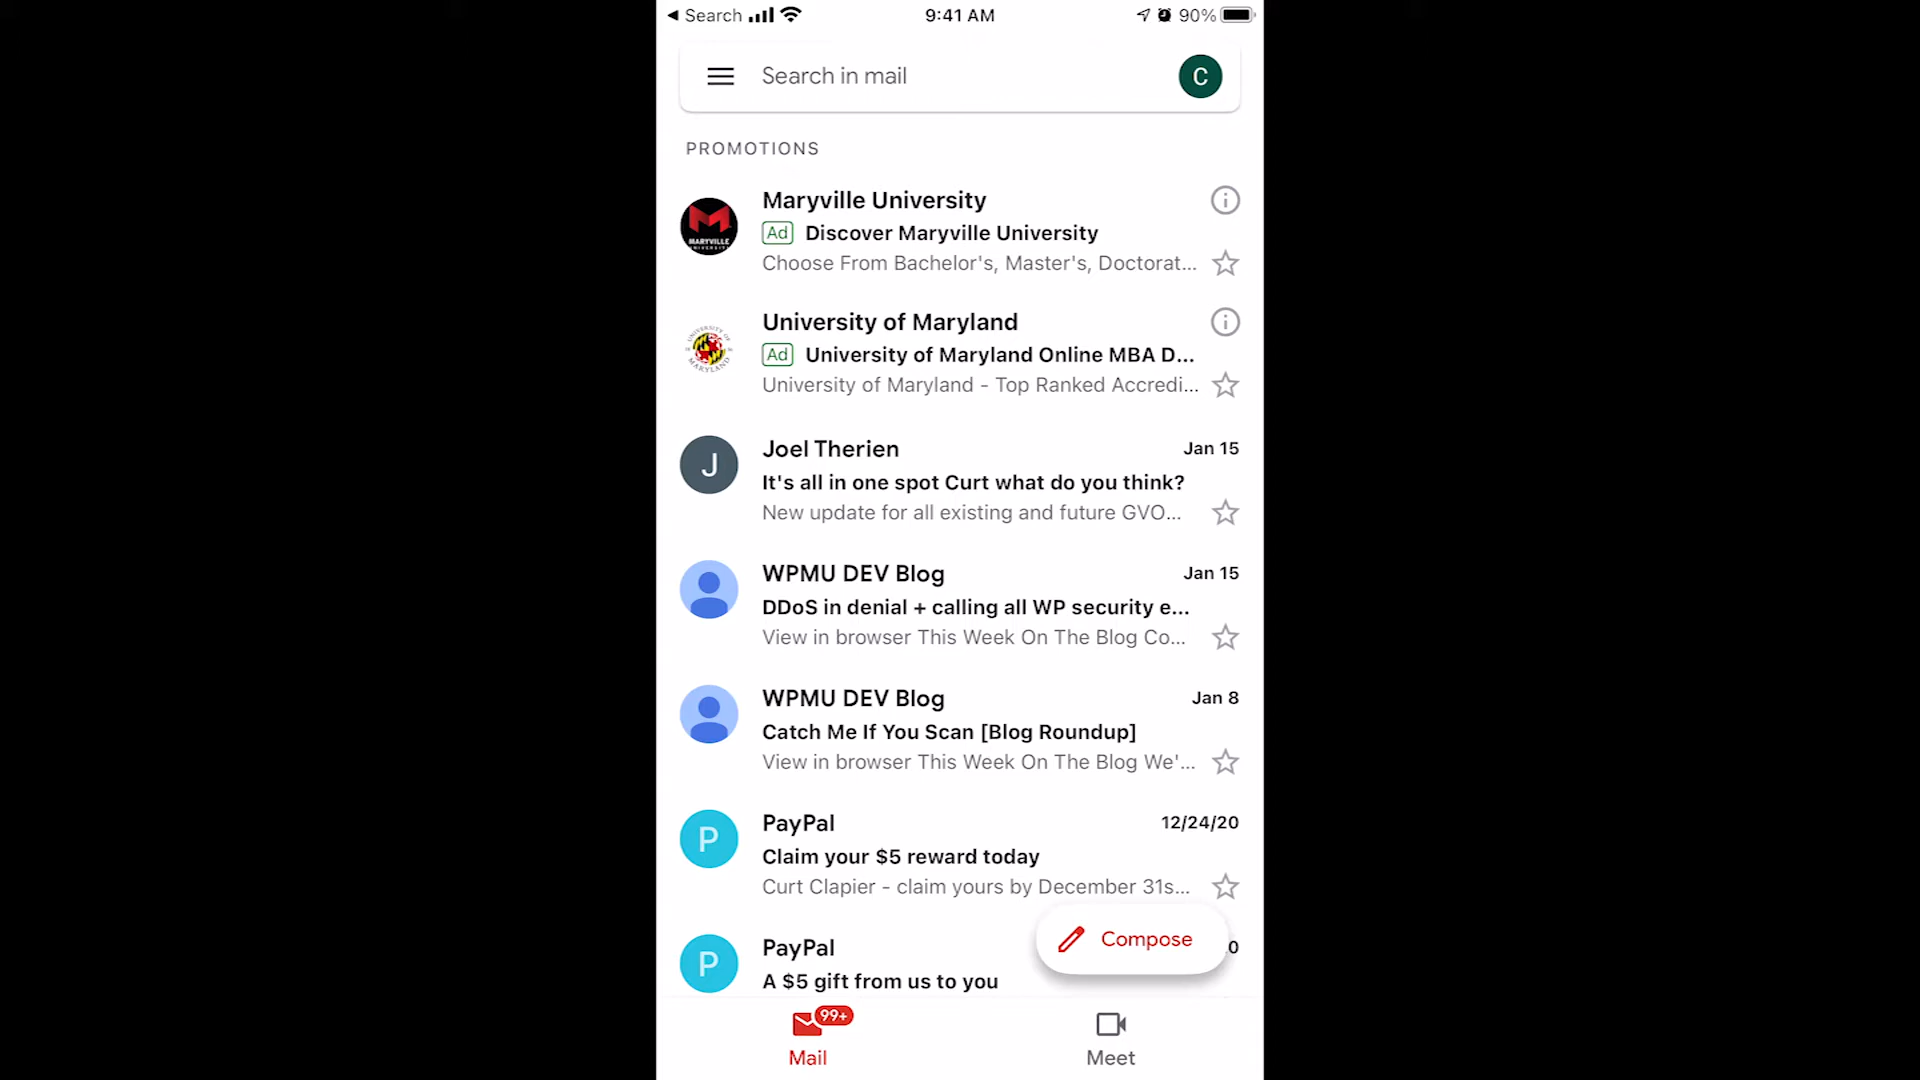 Search 9:41 AM 90%
Search in mail C
PROMOTIONS
Maryville University
Ad Discover Maryville University
Choose From Bachelor's, Master's, Doctorat...
MARYVILLE
UNIVERSITY
University of Maryland
Ad University of Maryland Online MBA D...
University of Maryland - Top Ranked Accredi...
UNIVERSITY OF
MARYLAND
J Joel Therien Jan 15
It's all in one spot Curt what do you think?
New update for all existing and future GVO...
WPMU DEV Blog Jan 15
DDoS in denial + calling all WP security e...
View in browser This Week On The Blog Co...
WPMU DEV Blog Jan 8
Catch Me If You Scan [Blog Roundup]
View in browser This Week On The Blog We'...
P PayPal 12/24/20
Claim your $5 reward today
Curt Clapier - claim yours by December 31s...
P PayPal 0
A $5 gift from us to you
Compose
99+
Mail Meet